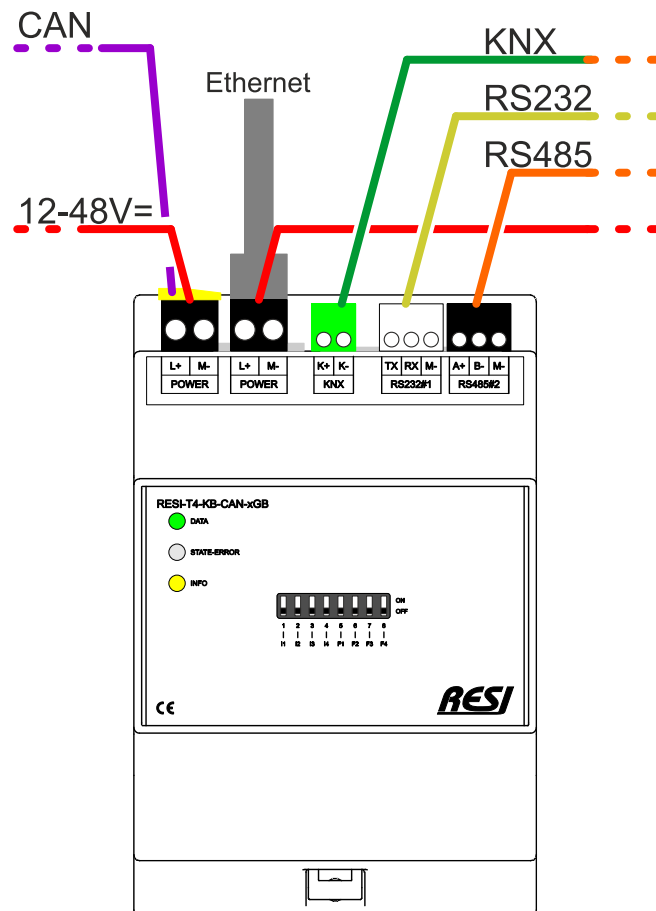 CAN
KNX
Ethernet
RS232
RS485
12-48V=
L+ M- L+ M- K+ K- TX RX M- A+ B- M-
POWER POWER KNX RS232#1 RS485#2
RESI-T4-KB-CAN-xGB
DATA
STATE-ERROR
INFO
ON
OFF
1 2 3 4 5 6 7 8
I1 I2 I3 I4 F1 F2 F3 F4
CE RESI